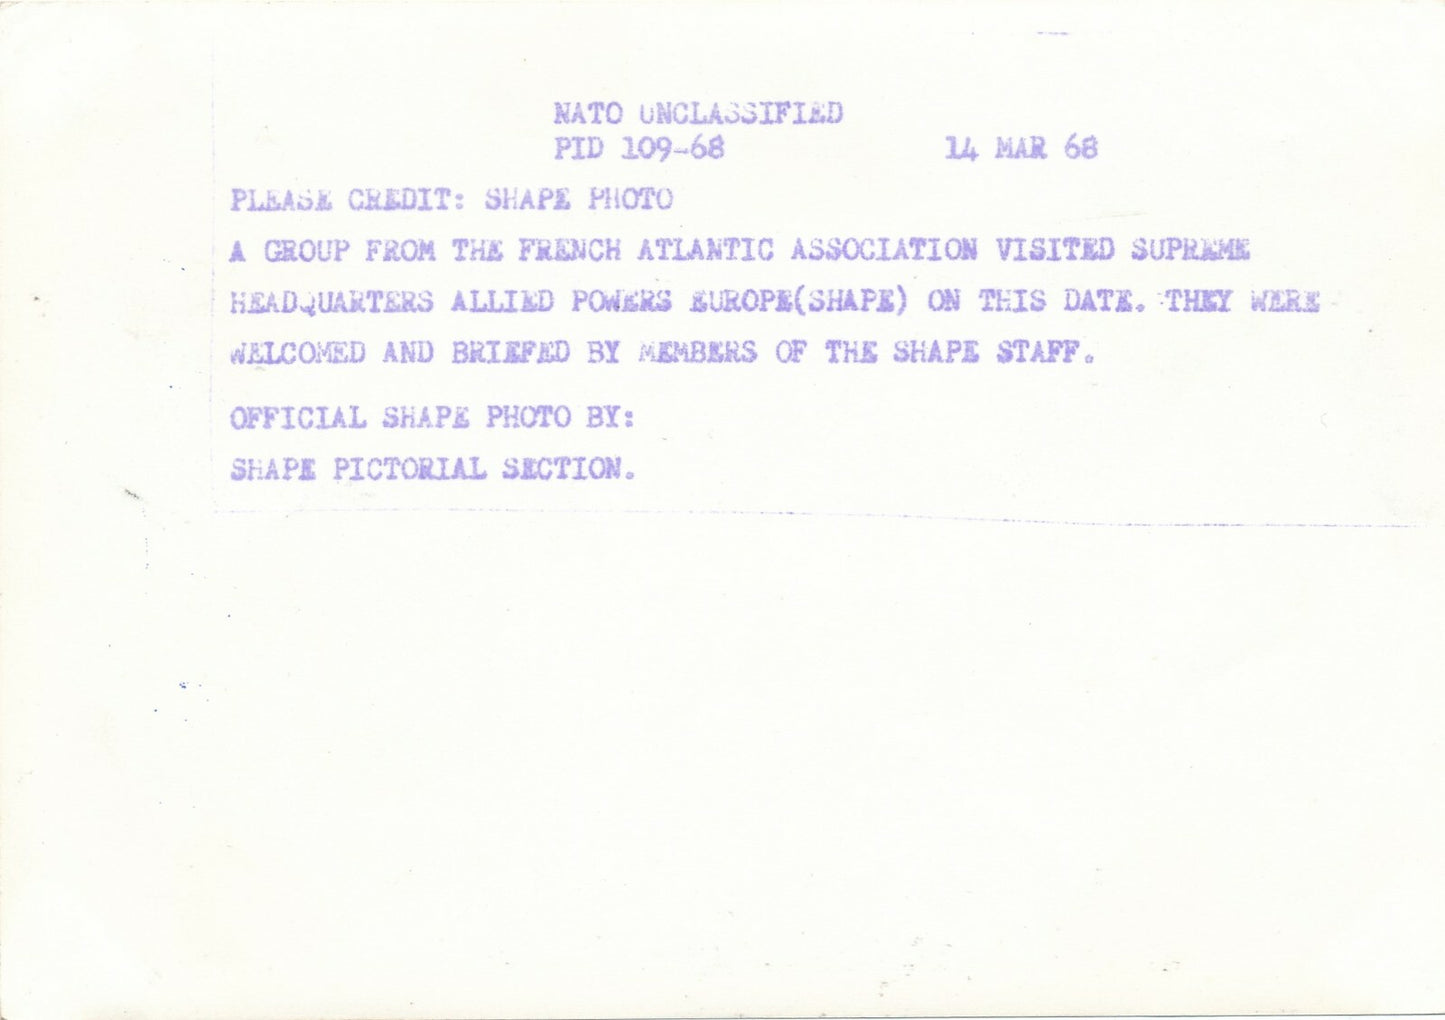 NATO UNCLASSIFIED
PID 109-68 14 MAR 68
PLEASE CREDIT: SHAPE PHOTO
A GROUP FROM THE FRENCH ATLANTIC ASSOCIATION VISITED SUPREME
HEADQUARTERS ALLIED POWERS EUROPE(SHAPE) ON THIS DATE. THEY WERE
WELCOMED AND BRIEFED BY MEMBERS OF THE SHAPE STAFF.
OFFICIAL SHAPE PHOTO BY:
SHAPE PICTORIAL SECTION.